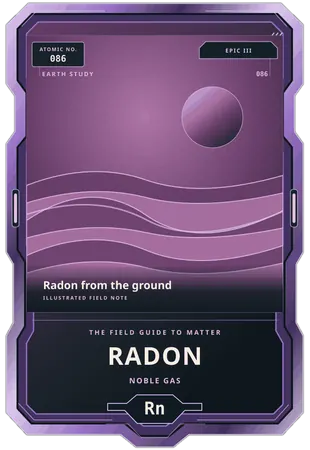 ATOMIC NO.
086
EPIC III
EARTH STUDY
086
Radon from the ground
ILLUSTRATED FIELD NOTE
THE FIELD GUIDE TO MATTER
RADON
NOBLE GAS
Rn